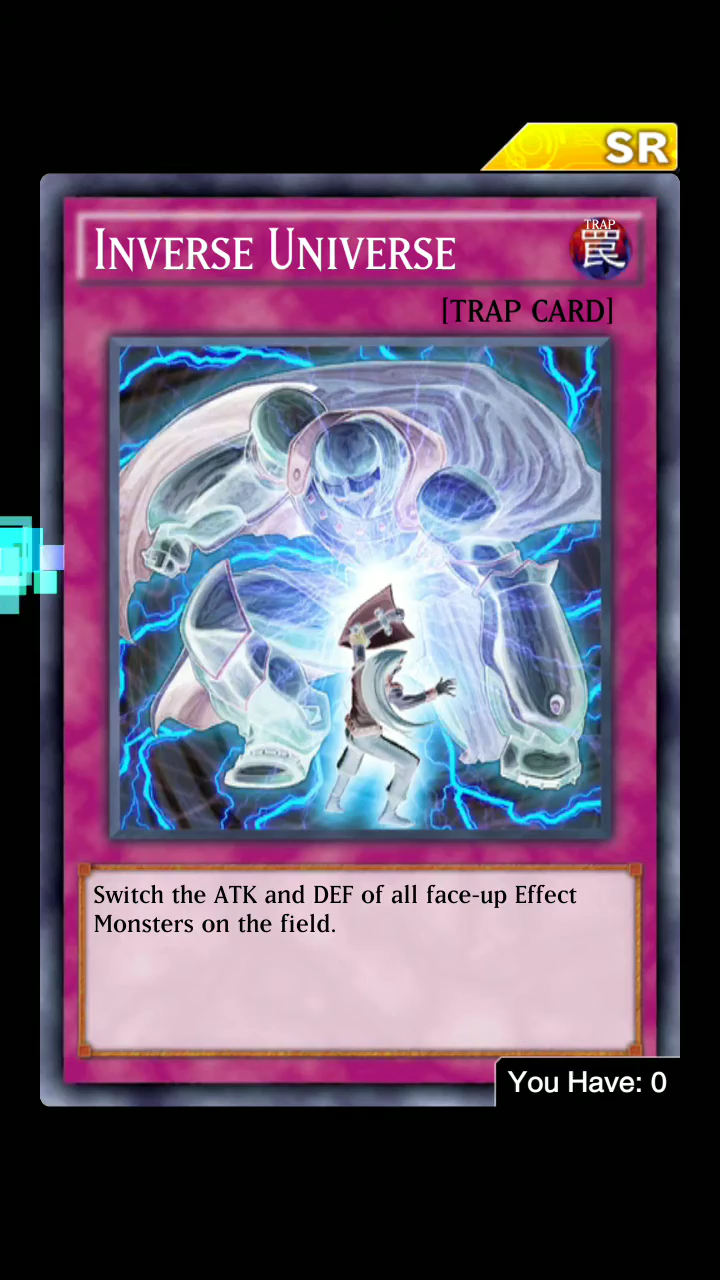 SR
INVERSE UNIVERSE
TRAP
罠
[TRAP CARD]
Switch the ATK and DEF of all face-up Effect
Monsters on the field.
You Have: 0